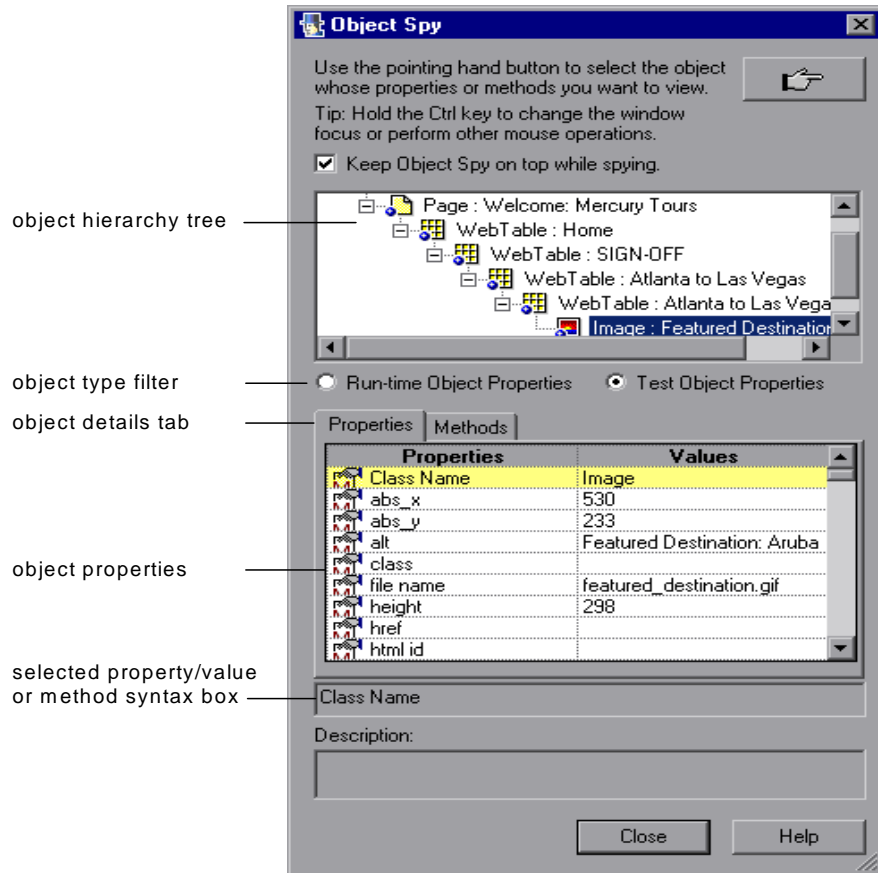 Object Spy
Use the pointing hand button to select the object
whose properties or methods you want to view.
Tip: Hold the Ctrl key to change the window
focus or perform other mouse operations.
Keep Object Spy on top while spying.
object hierarchy tree
Page : Welcome: Mercury Tours
WebTable : Home
WebTable : SIGN-OFF
WebTable : Atlanta to Las Vegas
WebTable : Atlanta to Las Vega
Image : Featured Destination
object type filter
Run-time Object Properties
Test Object Properties
object details tab
Properties
Methods
Properties Values
Class Name Image
abs_x 530
abs_y 233
alt Featured Destination: Aruba
class
object properties
file name featured_destination.gif
height 298
href
html id
selected property/value
or method syntax box
Class Name
Description:
Close
Help